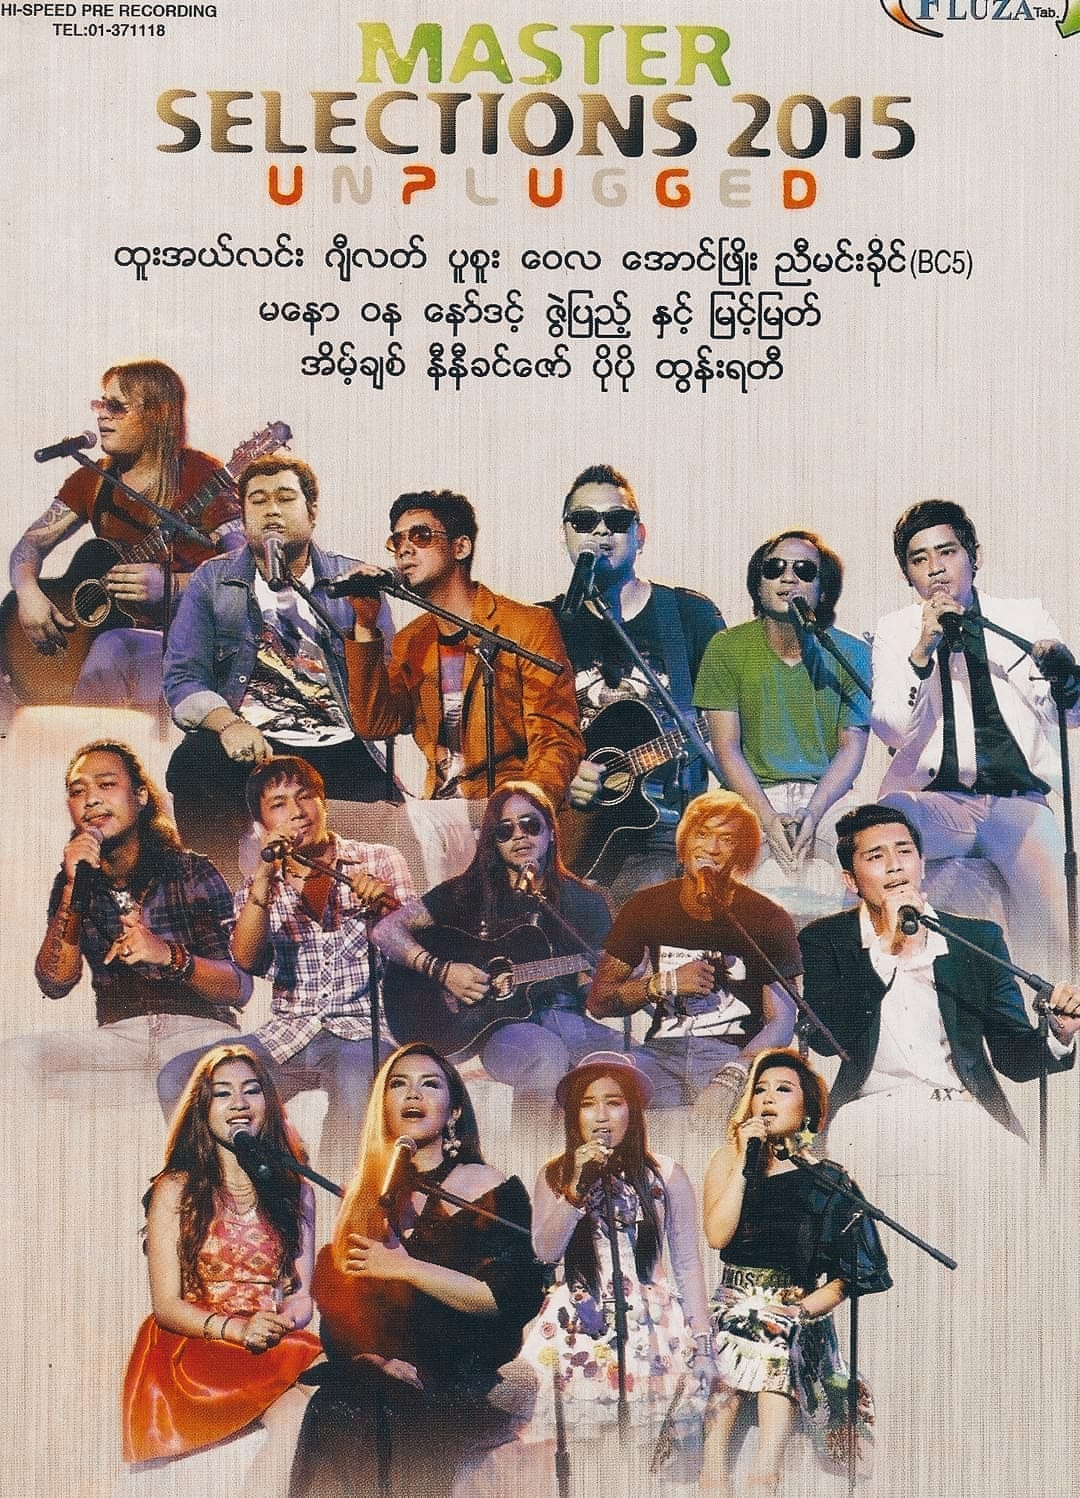 HI-SPEED PRE RECORDING
TEL:01-371118
FLUZA Tab.
MASTER
SELECTIONS 2015
UNPLUGGED
ထူးအယ်လင်း ဂျီလတ် ပူစူး ဝေလ အောင်ဖြိုး ညီမင်းခိုင်(BC5)
မနော ဝန နော်ဒင့် ဇွဲပြည့် နှင့် မြင့်မြတ်
အိမ့်ချစ် နီနီခင်ဇော် ပိုပို ထွန်းရတီ
AX